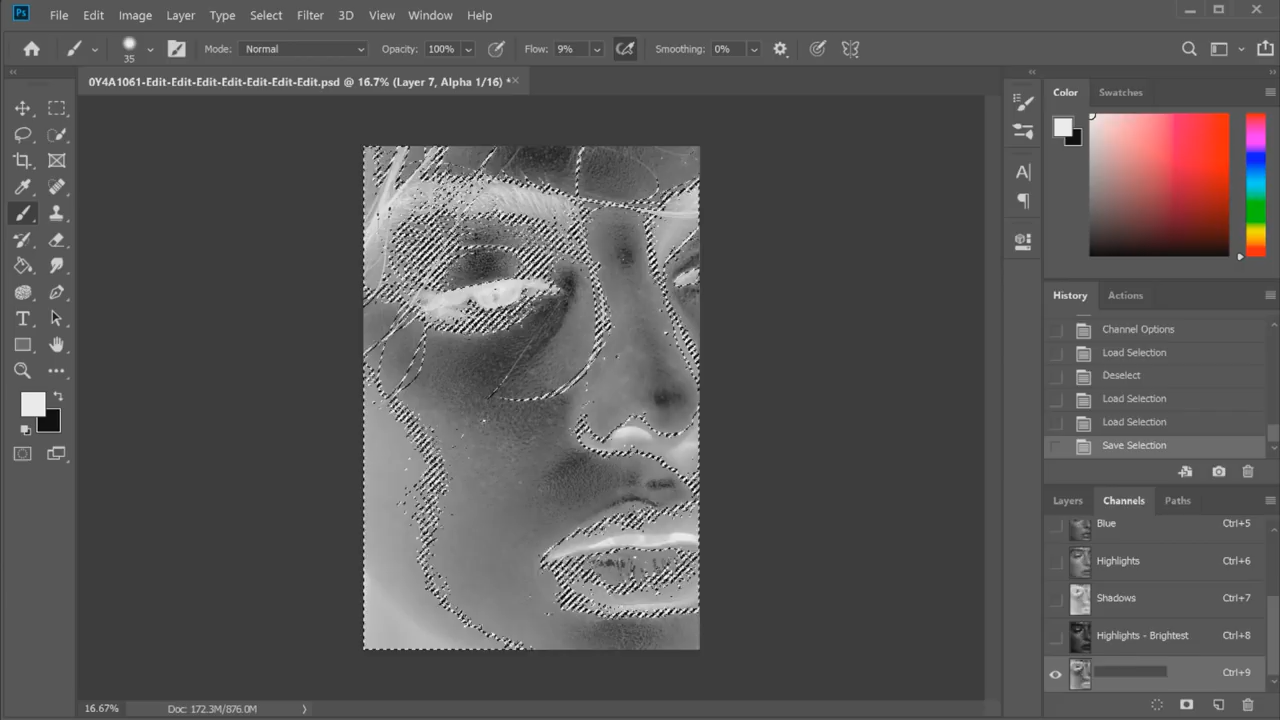 Ps File Edit Image Layer Type Select Filter 3D View Window Help
35 Mode: Normal Opacity: 100% Flow: 9% Smoothing: 0%
0Y4A1061-Edit-Edit-Edit-Edit-Edit-Edit-Edit.psd @ 16.7% (Layer 7, Alpha 1/16) *
Color Swatches
History Actions
Channel Options
Load Selection
Deselect
Load Selection
Load Selection
Save Selection
Layers Channels Paths
Blue Ctrl+5
Highlights Ctrl+6
Shadows Ctrl+7
Highlights - Brightest Ctrl+8
Ctrl+9
16.67% Doc: 172.3M/876.0M